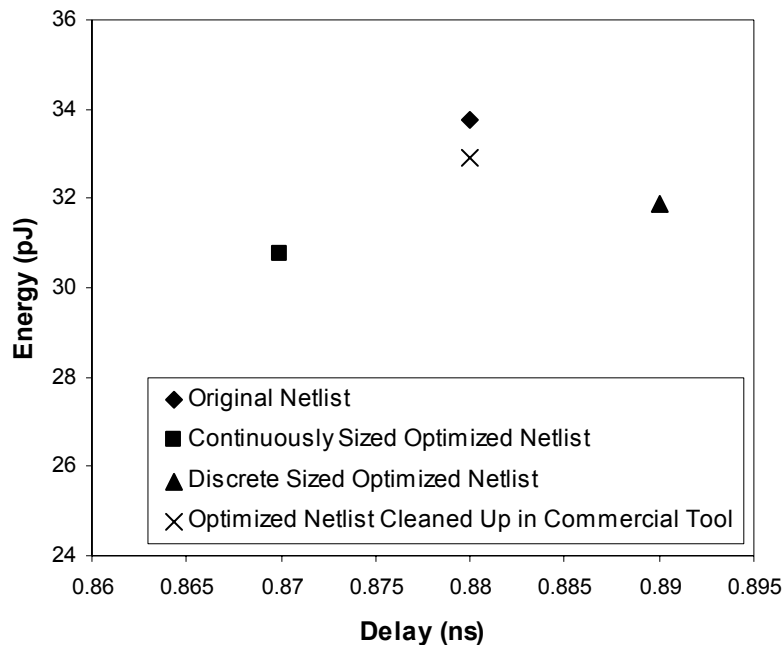 36
34
32
30
28
26
24
Energy (pJ)
Original Netlist
Continuously Sized Optimized Netlist
Discrete Sized Optimized Netlist
Optimized Netlist Cleaned Up in Commercial Tool
0.86 0.865 0.87 0.875 0.88 0.885 0.89 0.895
Delay (ns)